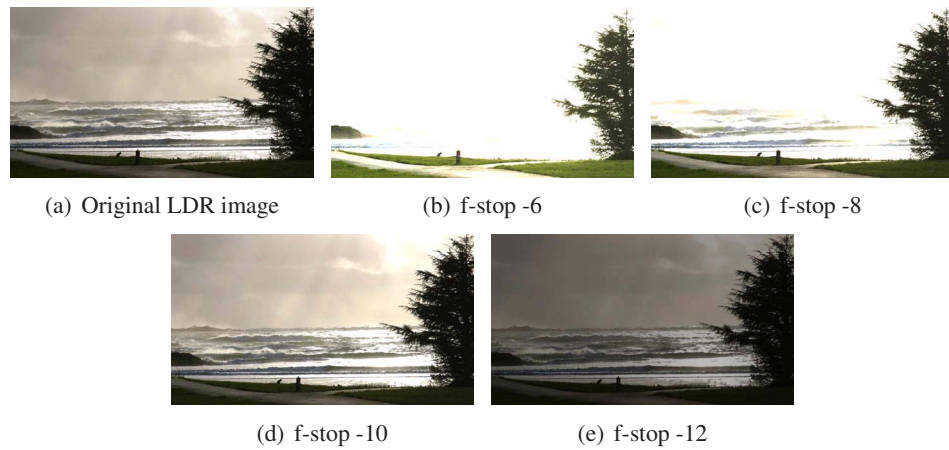 (a) Original LDR image
(b) f-stop -6
(c) f-stop -8
(d) f-stop -10
(e) f-stop -12